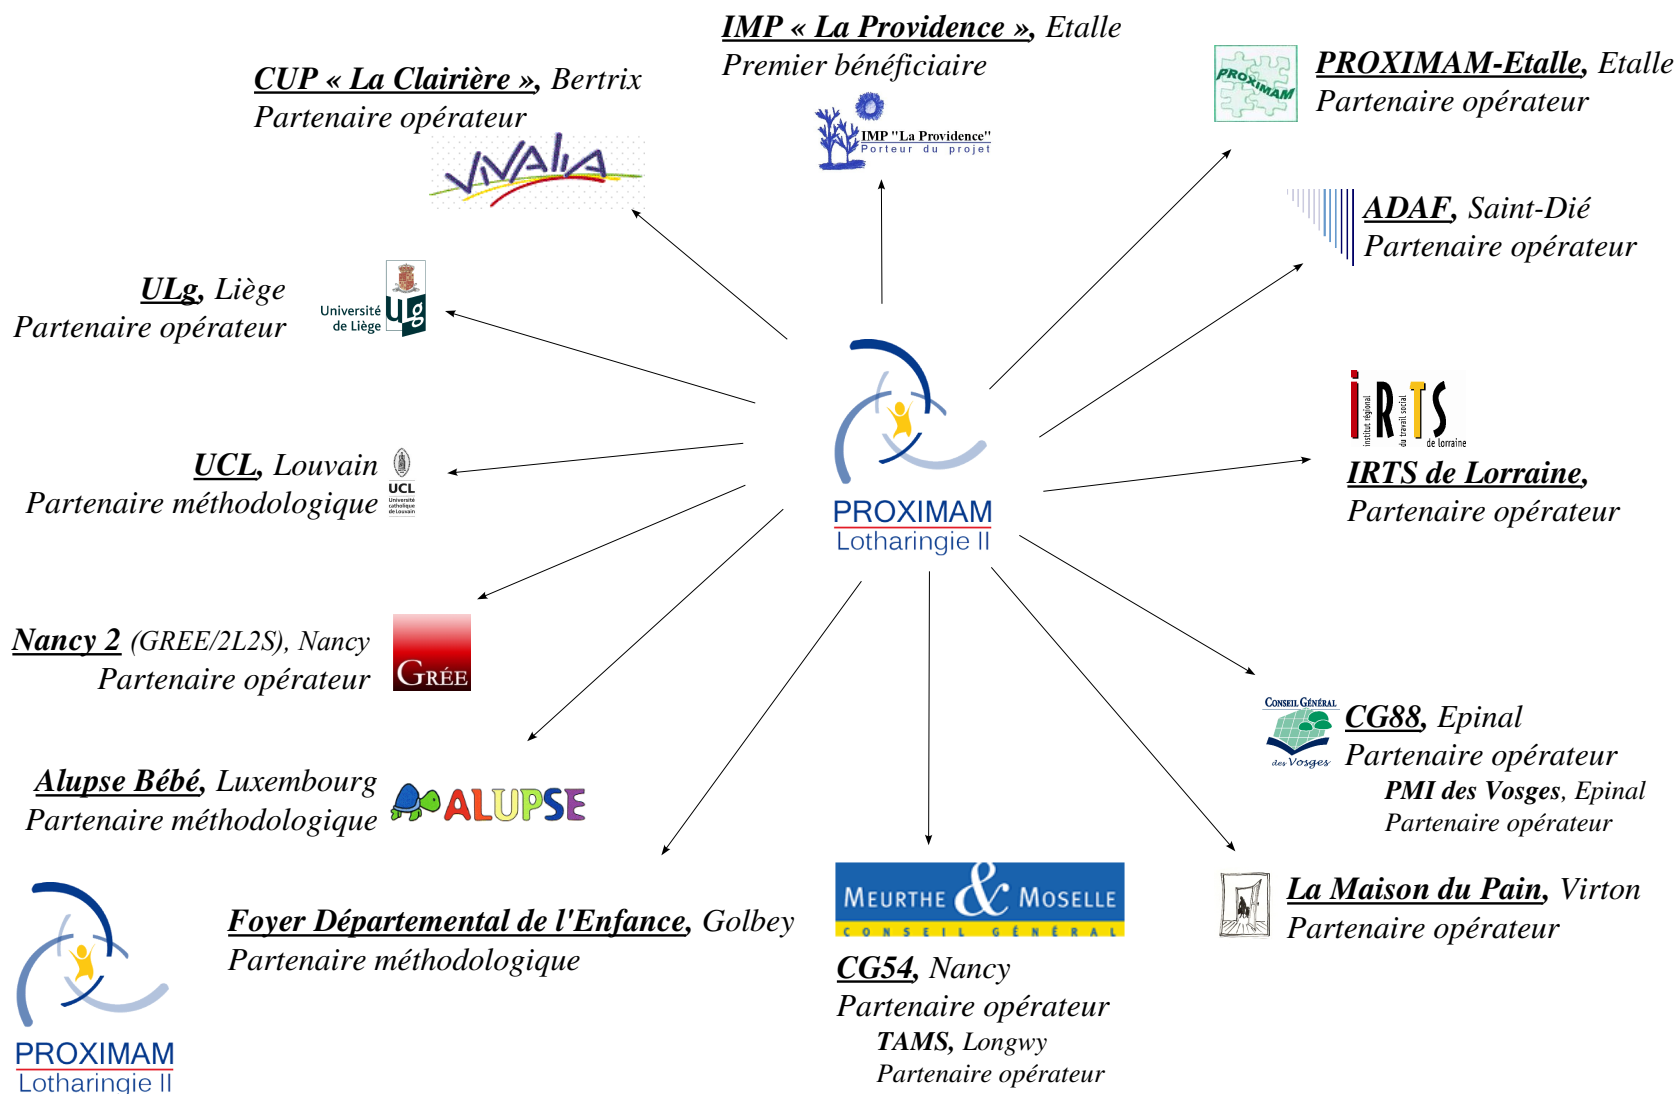 IMP « La Providence », Etalle
Premier bénéficiaire
IMP "La Providence"
Porteur du projet
CUP « La Clairière », Bertrix
Partenaire opérateur
VIVALIA
PROXIMAM
PROXIMAM-Etalle, Etalle
Partenaire opérateur
ADAF, Saint-Dié
Partenaire opérateur
ULg, Liège
Partenaire opérateur
Université
de Liège
ULg
iRTS
institut régional
du travail social
de lorraine
IRTS de Lorraine,
Partenaire opérateur
UCL, Louvain
Partenaire méthodologique
UCL
Université
catholique
de Louvain
PROXIMAM
Lotharingie II
Nancy 2 (GREE/2L2S), Nancy
Partenaire opérateur
GRÉE
CONSEIL GÉNÉRAL
des Vosges
CG88, Epinal
Partenaire opérateur
PMI des Vosges, Epinal
Partenaire opérateur
Alupse Bébé, Luxembourg
Partenaire méthodologique
ALUPSE
La Maison du Pain, Virton
Partenaire opérateur
Foyer Départemental de l'Enfance, Golbey
Partenaire méthodologique
MEURTHE & MOSELLE
CONSEIL GÉNÉRAL
CG54, Nancy
Partenaire opérateur
TAMS, Longwy
Partenaire opérateur
PROXIMAM
Lotharingie II